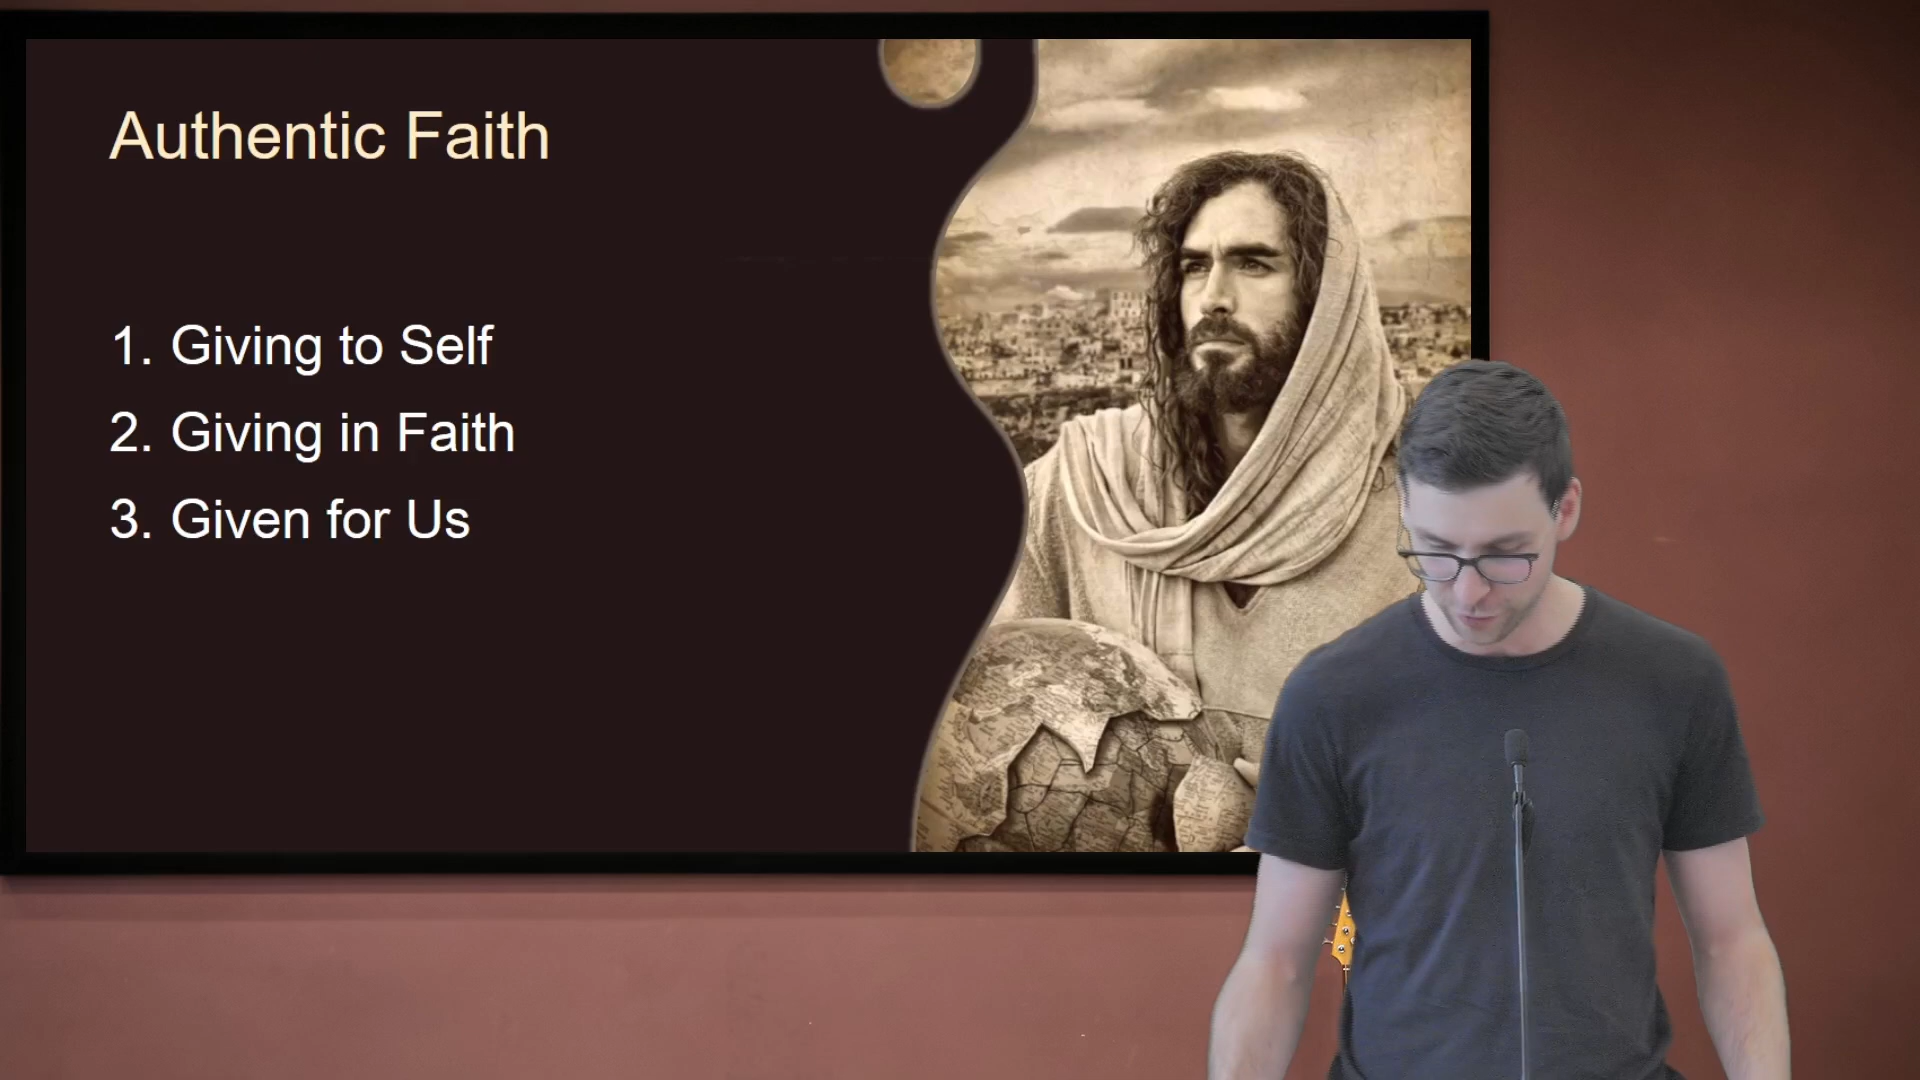 Authentic Faith
1. Giving to Self
2. Giving in Faith
3. Given for Us